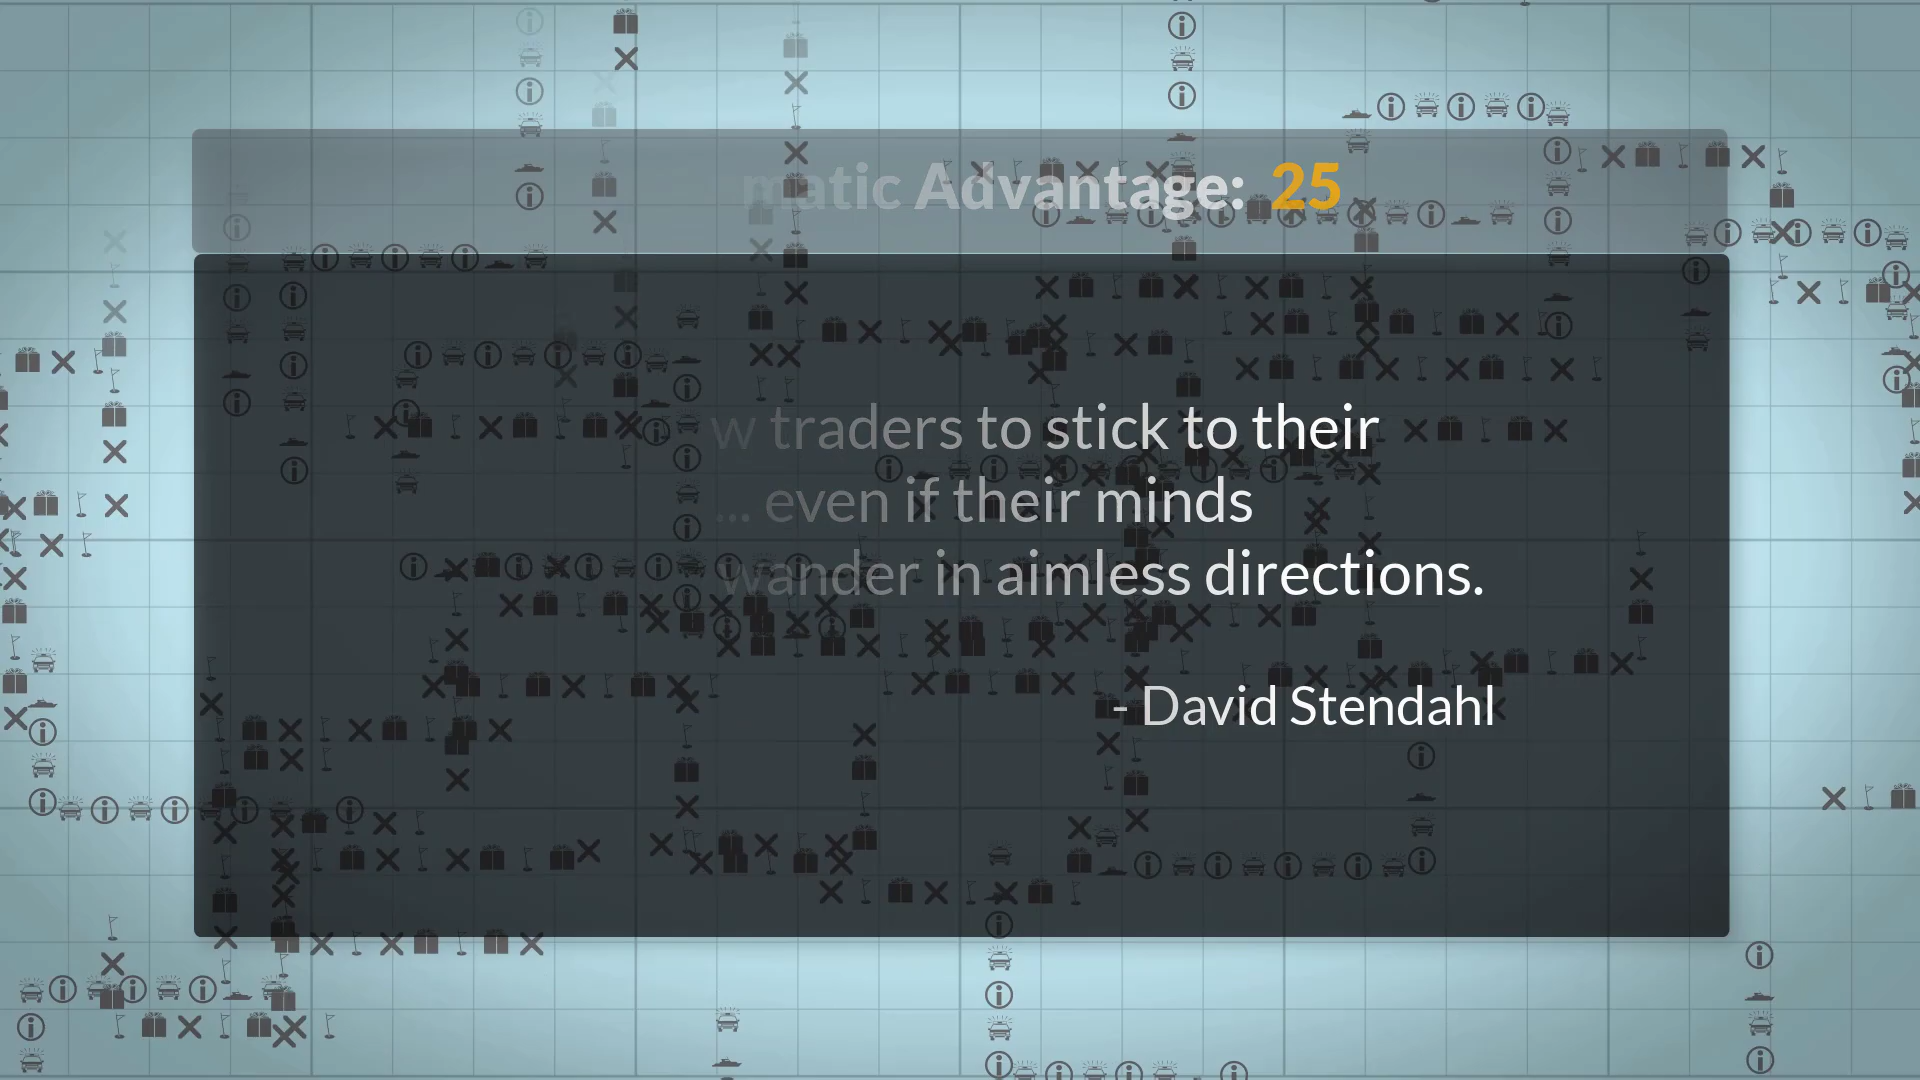 matic Advantage: 25
w traders to stick to their
... even if their minds
wander in aimless directions.
- David Stendahl